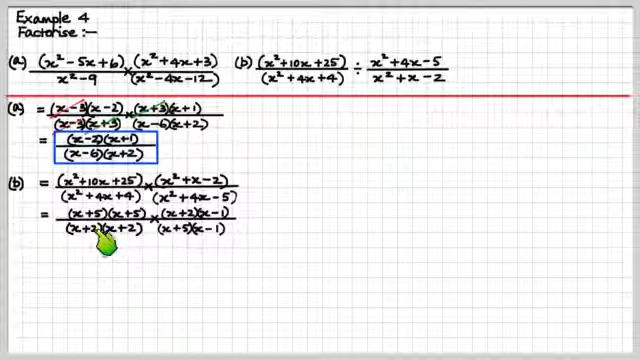 Example 4
Factorise :-
(a) (x² - 5x + 6)/(x² - 9) × (x² + 4x + 3)/(x² - 4x - 12) (b) (x² + 10x + 25)/(x² + 4x + 4) ÷ (x² + 4x - 5)/(x² + x - 2)
(a) = (x - 3)(x - 2)/(x - 3)(x + 3) × (x + 3)(x + 1)/(x - 6)(x + 2)
= (x - 2)(x + 1)/(x - 6)(x + 2)
(b) = (x² + 10x + 25)/(x² + 4x + 4) × (x² + x - 2)/(x² + 4x - 5)
= (x + 5)(x + 5)/(x + 2)(x + 2) × (x + 2)(x - 1)/(x + 5)(x - 1)